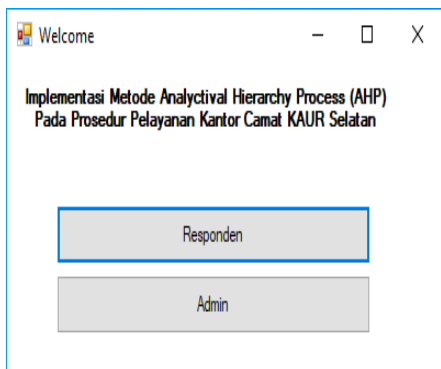 Welcome
Implementasi Metode Analyctival Hierarchy Process (AHP)
Pada Prosedur Pelayanan Kantor Camat KAUR Selatan
Responden
Admin